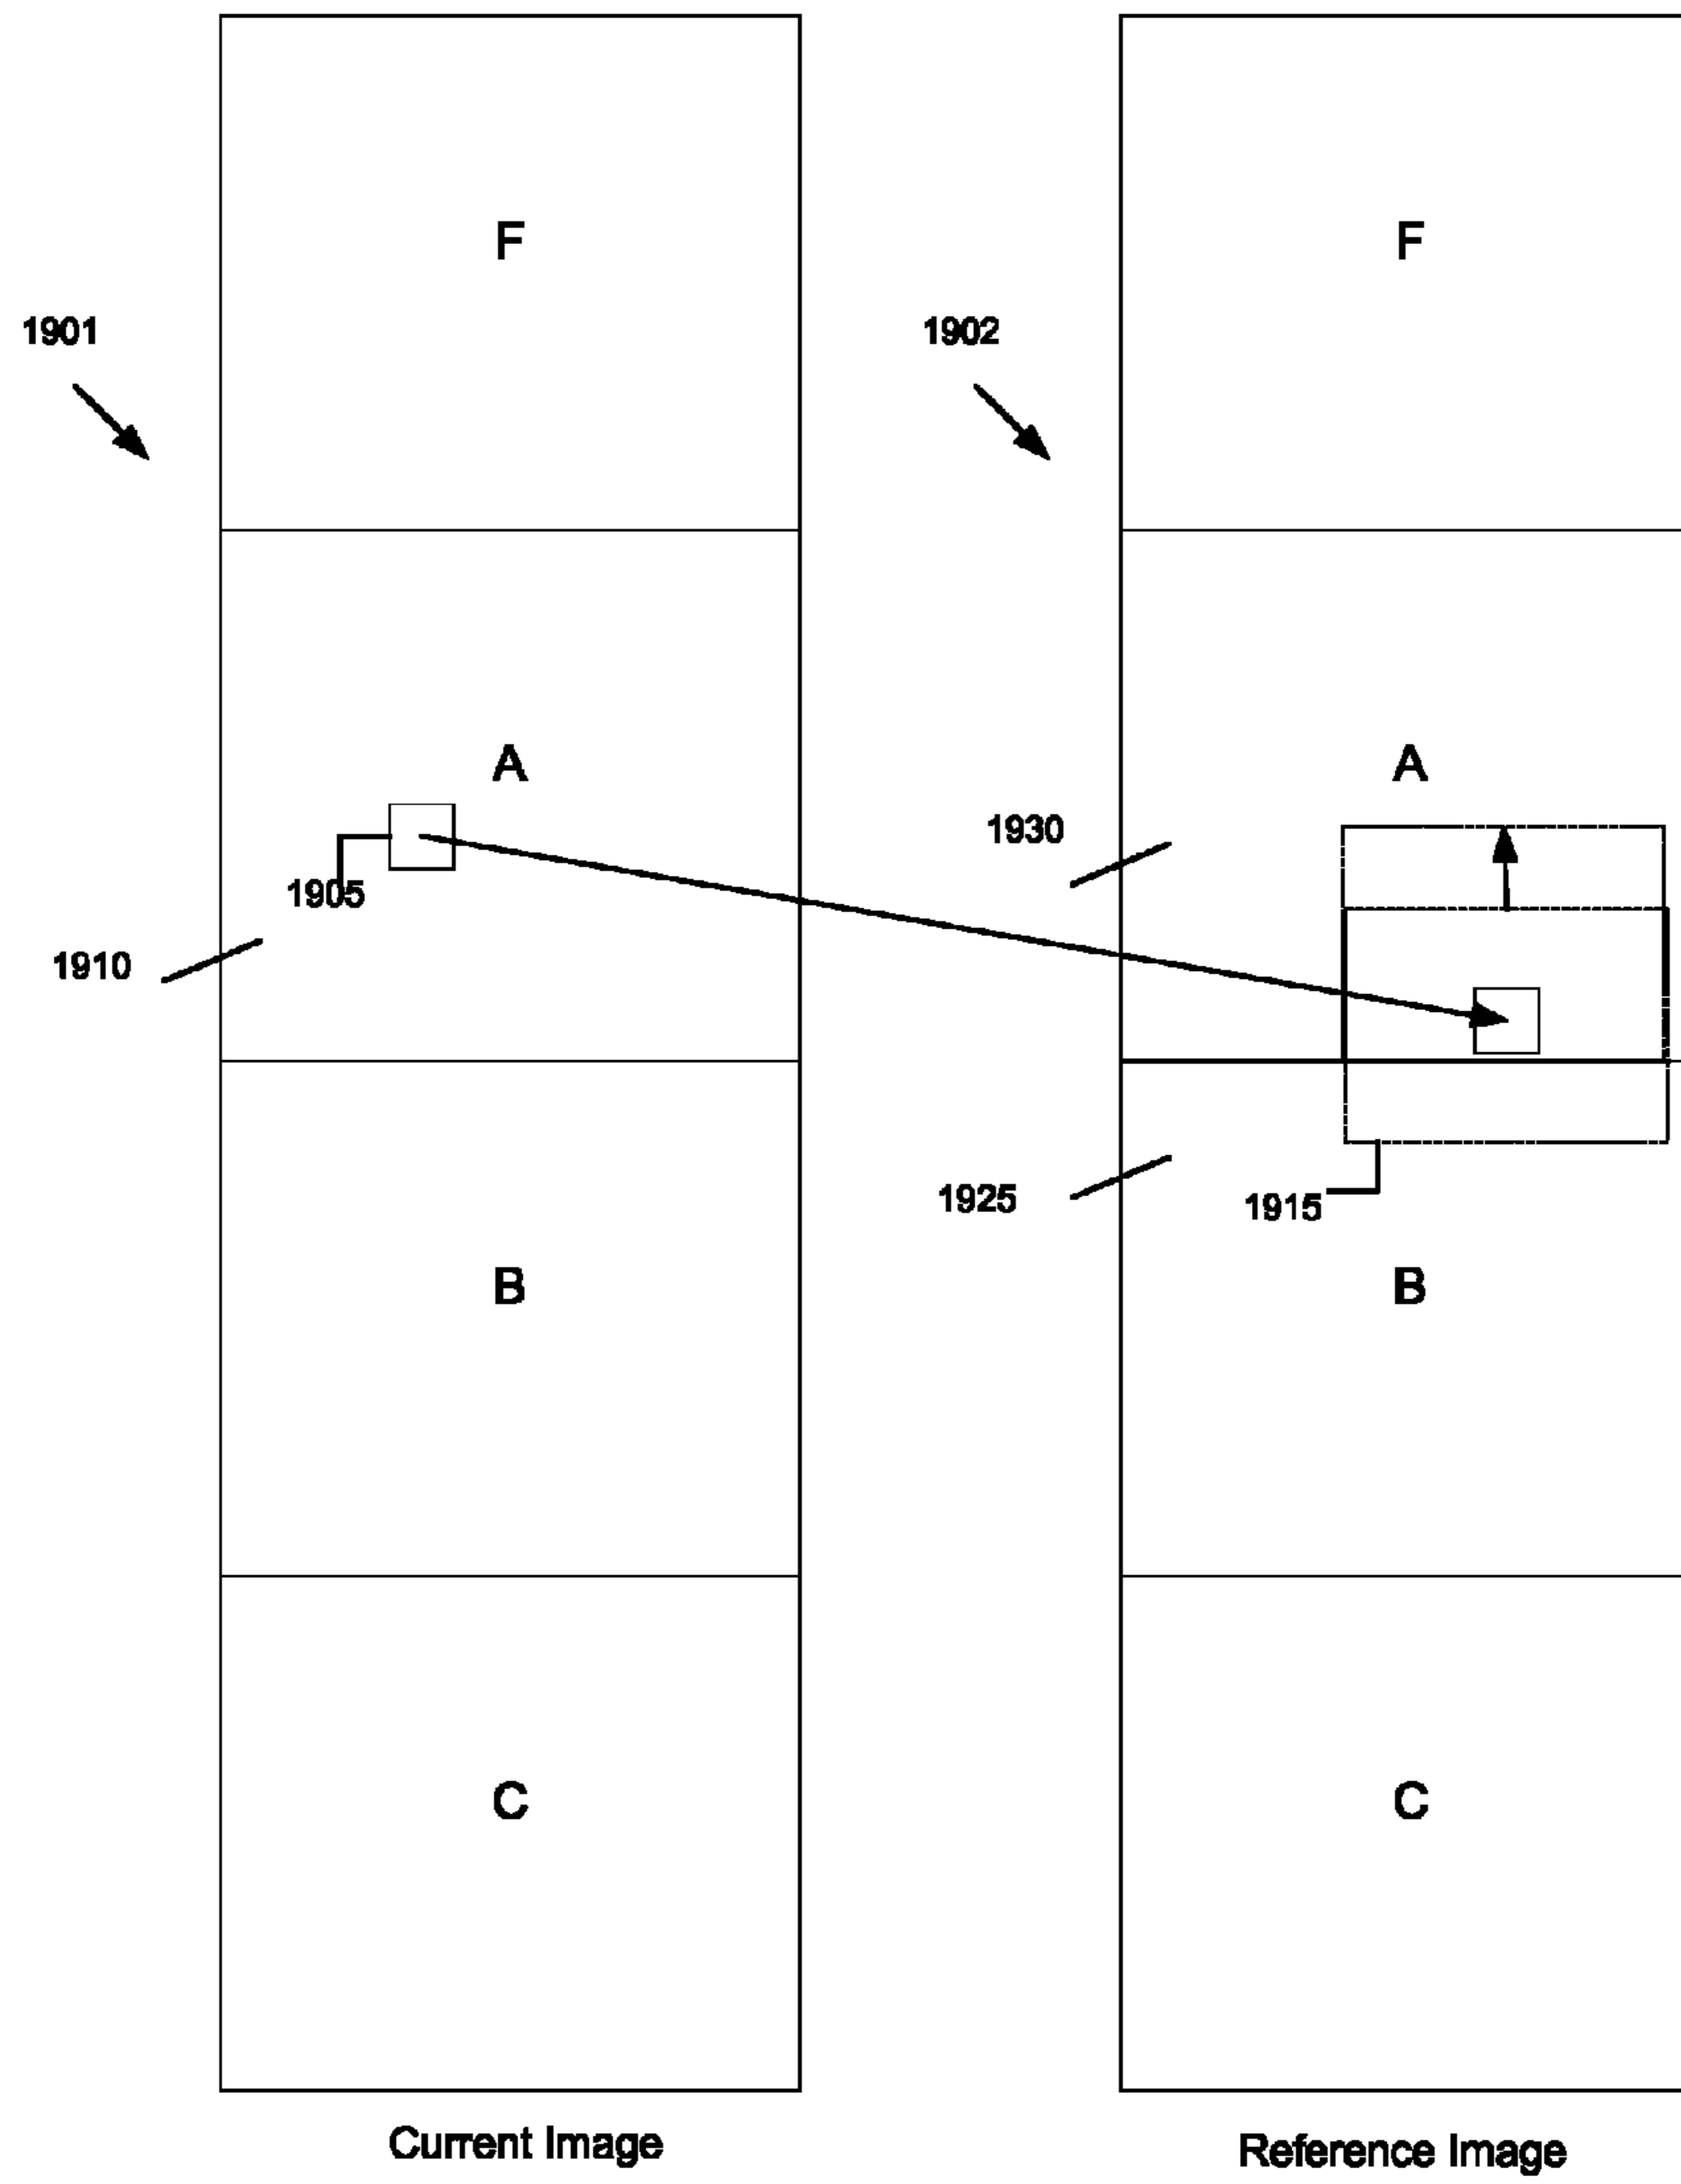 F
F
1901
1902
A
A
1930
1905
1910
1925
1915
B
B
C
C
Current Image
Reference Image